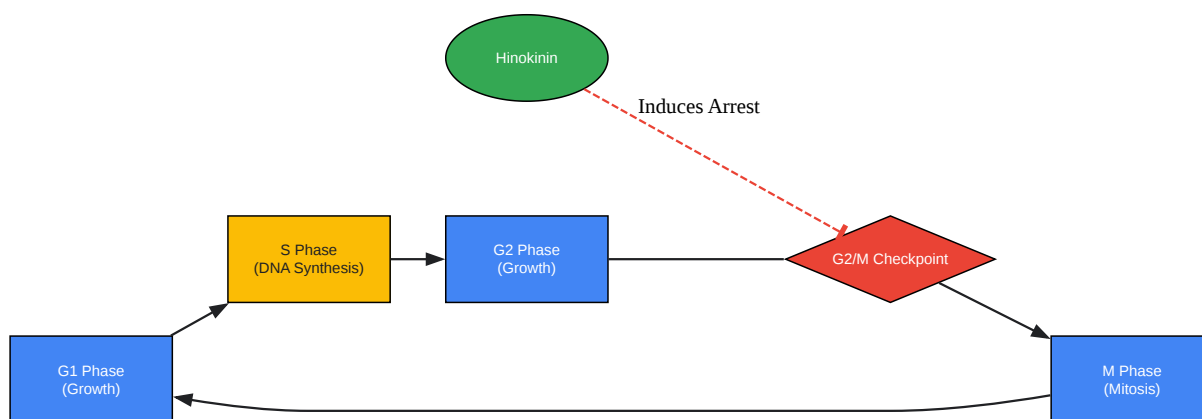 Hinokinin
Induces Arrest
S Phase
(DNA Synthesis)
G2 Phase
(Growth)
G2/M Checkpoint
G1 Phase
(Growth)
M Phase
(Mitosis)